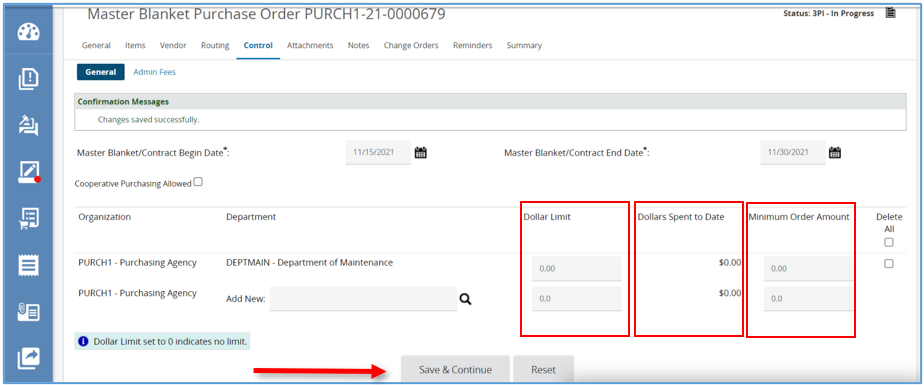 Master Blanket Purchase Order PURCH1-21-0000679
Status: 3PI - In Progress
General Items Vendor Routing Control Attachments Notes Change Orders Reminders Summary
General Admin Fees
Confirmation Messages
Changes saved successfully.
Master Blanket/Contract Begin Date*: 11/15/2021 Master Blanket/Contract End Date*: 11/30/2021
Cooperative Purchasing Allowed
Organization Department Dollar Limit Dollars Spent to Date Minimum Order Amount Delete
All
PURCH1 - Purchasing Agency DEPTMAIN - Department of Maintenance 0.00 $0.00 0.00
PURCH1 - Purchasing Agency Add New: 0.0 $0.00 0.0
Dollar Limit set to 0 indicates no limit.
Save & Continue Reset